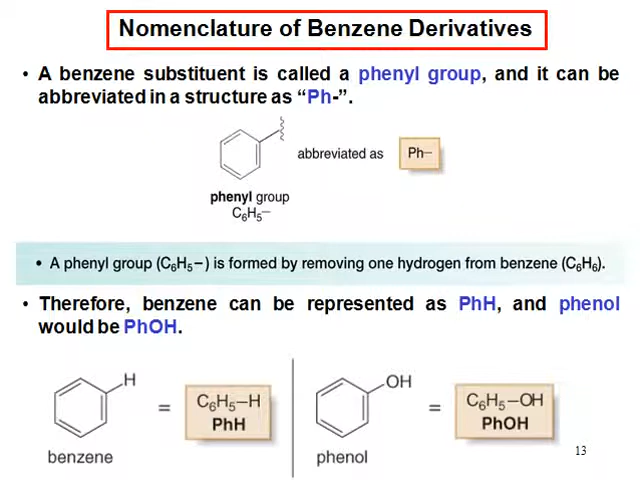 Nomenclature of Benzene Derivatives
• A benzene substituent is called a phenyl group, and it can be
abbreviated in a structure as “Ph-”.
abbreviated as
Ph–
phenyl group
C₆H₅–
• A phenyl group (C₆H₅–) is formed by removing one hydrogen from benzene (C₆H₆).
• Therefore, benzene can be represented as PhH, and phenol
would be PhOH.
H
=
C₆H₅–H
PhH
benzene
OH
=
C₆H₅–OH
PhOH
phenol
13